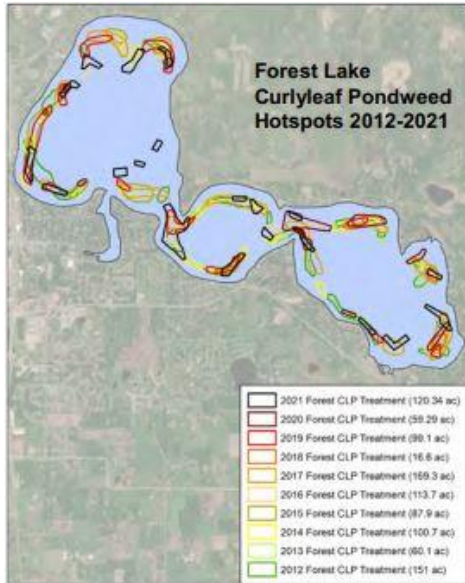 Forest Lake
Curlyleaf Pondweed
Hotspots 2012-2021
2021 Forest CLP Treatment (120.34 ac)
2020 Forest CLP Treatment (59.29 ac)
2019 Forest CLP Treatment (99.1 ac)
2018 Forest CLP Treatment (16.6 ac)
2017 Forest CLP Treatment (169.3 ac)
2016 Forest CLP Treatment (113.7 ac)
2015 Forest CLP Treatment (87.9 ac)
2014 Forest CLP Treatment (100.7 ac)
2013 Forest CLP Treatment (60.1 ac)
2012 Forest CLP Treatment (151 ac)